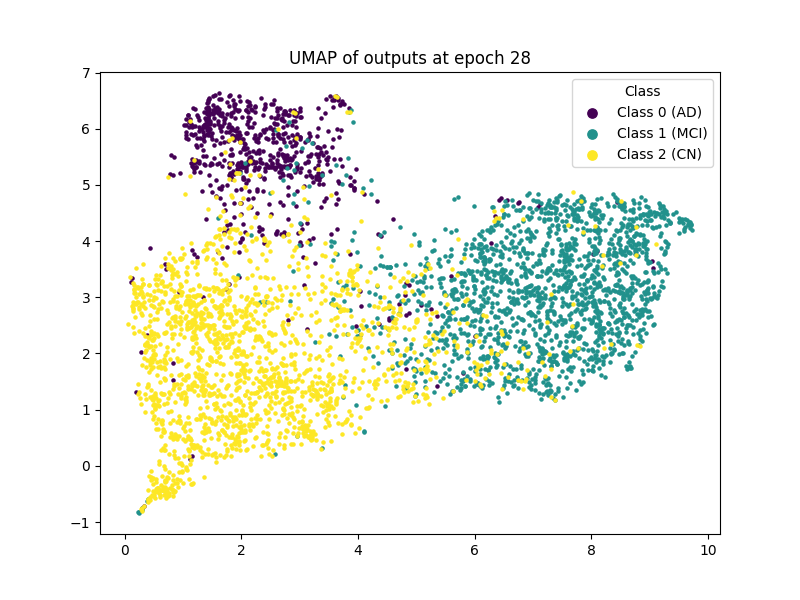 UMAP of outputs at epoch 28
Class
Class 0 (AD)
Class 1 (MCI)
Class 2 (CN)
7
6
5
4
3
2
1
0
−1
0 2 4 6 8 10